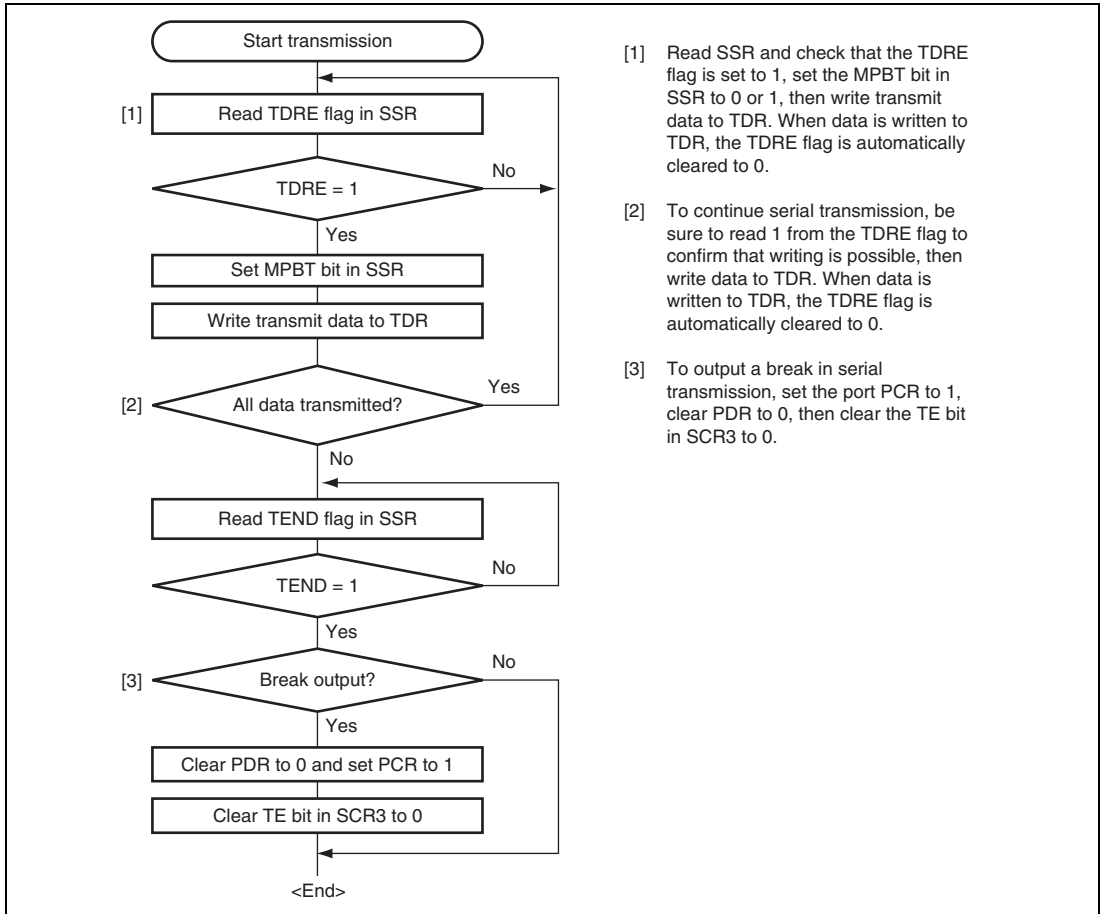 Start transmission
[1] Read TDRE flag in SSR
No
TDRE = 1
Yes
Set MPBT bit in SSR
Write transmit data to TDR
Yes
[2] All data transmitted?
No
Read TEND flag in SSR
No
TEND = 1
Yes
No
[3] Break output?
Yes
Clear PDR to 0 and set PCR to 1
Clear TE bit in SCR3 to 0
<End>
[1] Read SSR and check that the TDRE
flag is set to 1, set the MPBT bit in
SSR to 0 or 1, then write transmit
data to TDR. When data is written to
TDR, the TDRE flag is automatically
cleared to 0.
[2] To continue serial transmission, be
sure to read 1 from the TDRE flag to
confirm that writing is possible, then
write data to TDR. When data is
written to TDR, the TDRE flag is
automatically cleared to 0.
[3] To output a break in serial
transmission, set the port PCR to 1,
clear PDR to 0, then clear the TE bit
in SCR3 to 0.